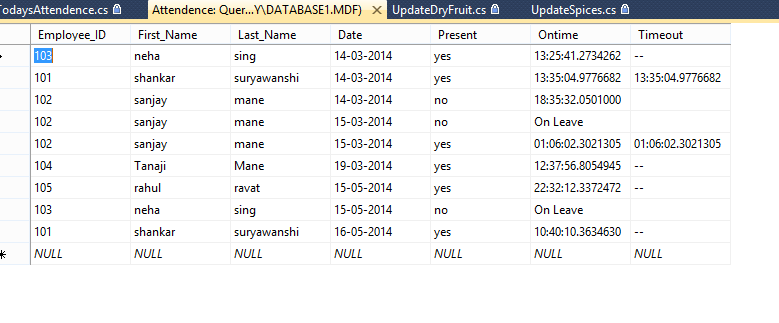 TodaysAttendence.cs Attendence: Quer...Y\DATABASE1.MDF) UpdateDryFruit.cs UpdateSpices.cs
Employee_ID First_Name Last_Name Date Present Ontime Timeout
103 neha sing 14-03-2014 yes 13:25:41.2734262 --
101 shankar suryawanshi 14-03-2014 yes 13:35:04.9776682 13:35:04.9776682
102 sanjay mane 14-03-2014 no 18:35:32.0501000
102 sanjay mane 15-03-2014 no On Leave
102 sanjay mane 15-03-2014 yes 01:06:02.3021305 01:06:02.3021305
104 Tanaji Mane 19-03-2014 yes 12:37:56.8054945 --
105 rahul ravat 15-05-2014 yes 22:32:12.3372472 --
103 neha sing 15-05-2014 no On Leave
101 shankar suryawanshi 16-05-2014 yes 10:40:10.3634630 --
NULL NULL NULL NULL NULL NULL NULL